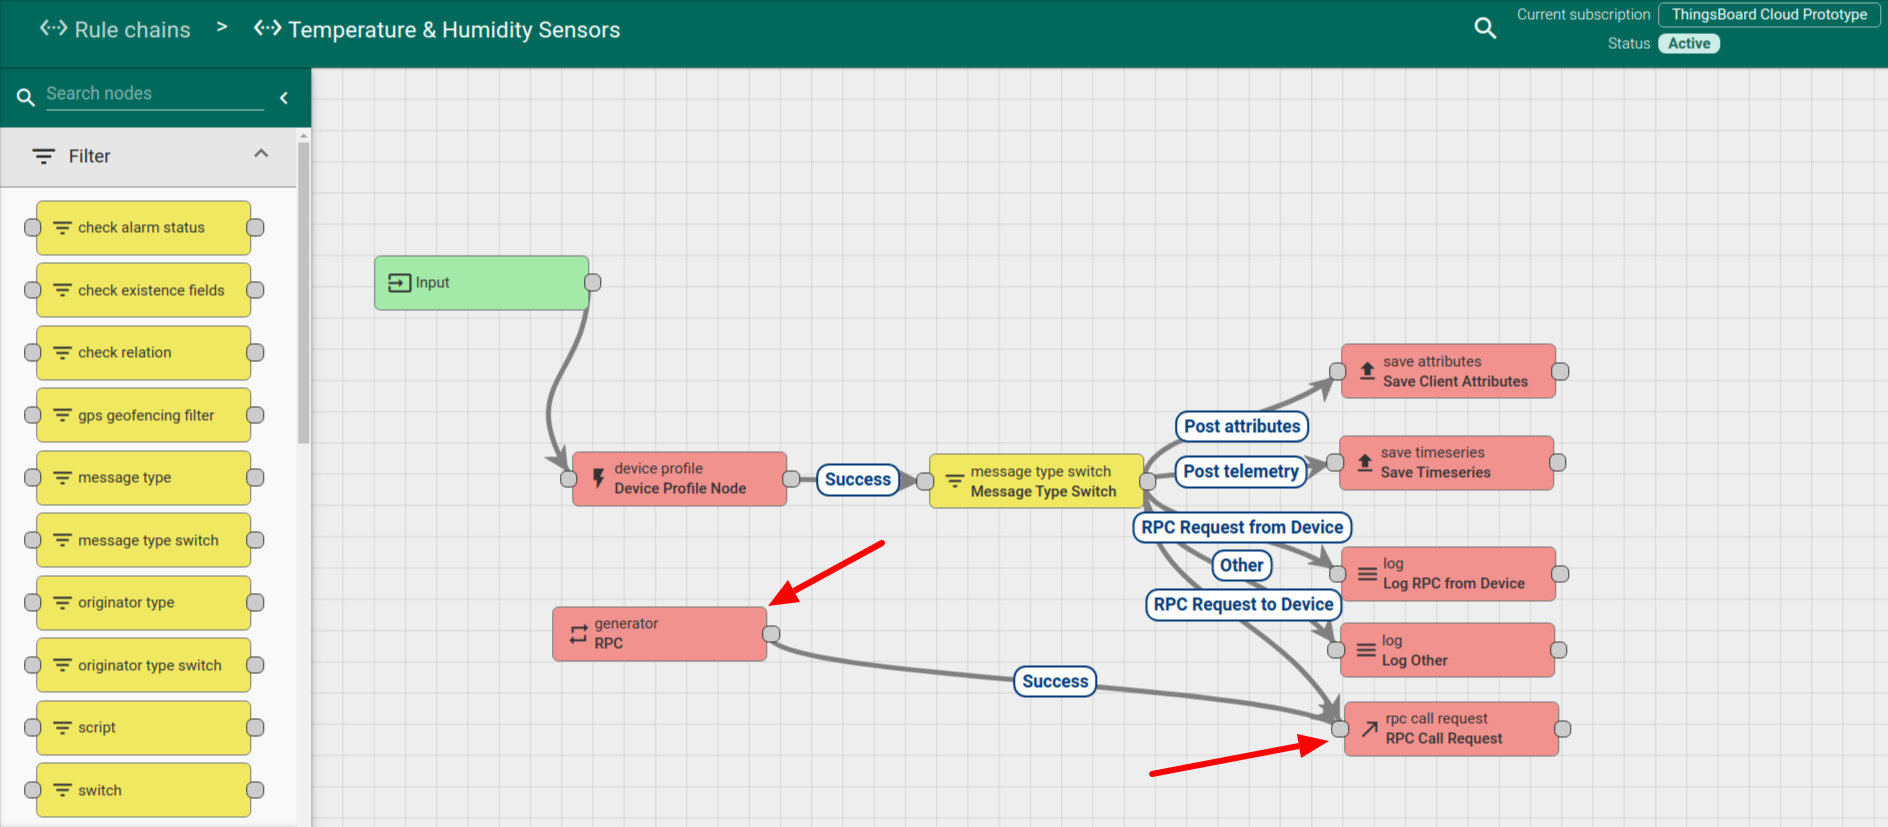 Rule chains > Temperature & Humidity Sensors
Current subscription ThingsBoard Cloud Prototype
Status Active
Search nodes
Filter
check alarm status
check existence fields
check relation
gps geofencing filter
message type
message type switch
originator type
originator type switch
script
switch
Input
device profile
Device Profile Node
Success
message type switch
Message Type Switch
Post attributes
Post telemetry
RPC Request from Device
Other
RPC Request to Device
save attributes
Save Client Attributes
save timeseries
Save Timeseries
log
Log RPC from Device
log
Log Other
generator
RPC
Success
rpc call request
RPC Call Request